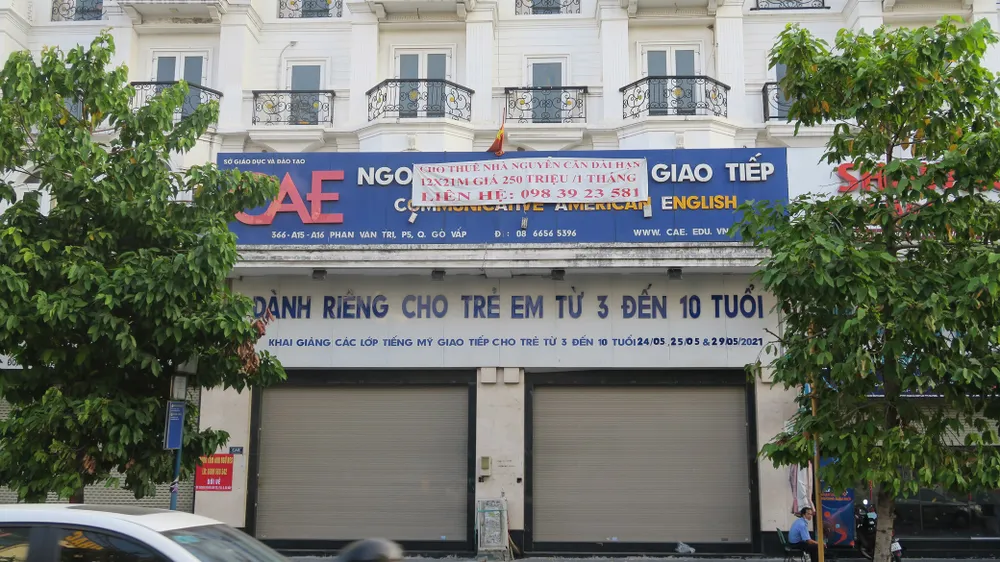 SỞ GIÁO DỤC VÀ ĐÀO TẠO
CAE
NGO
GIAO TIẾP
CHO THUÊ NHÀ NGUYÊN CĂN DÀI HẠN
12X21M GIÁ 250 TRIỆU /1 THÁNG
LIÊN HỆ: 098 39 23 581
COMMUNICATIVE AMERICAN ENGLISH
366-A15-A16 PHAN VĂN TRỊ, P5, Q. GÒ VẤP Đ : 08 6656 5396 WWW. CAE. EDU. VN
DÀNH RIÊNG CHO TRẺ EM TỪ 3 ĐẾN 10 TUỔI
KHAI GIẢNG CÁC LỚP TIẾNG MỸ GIAO TIẾP CHO TRẺ TỪ 3 ĐẾN 10 TUỔI 24/05 ,25/05 & 29/05/2021
CAE